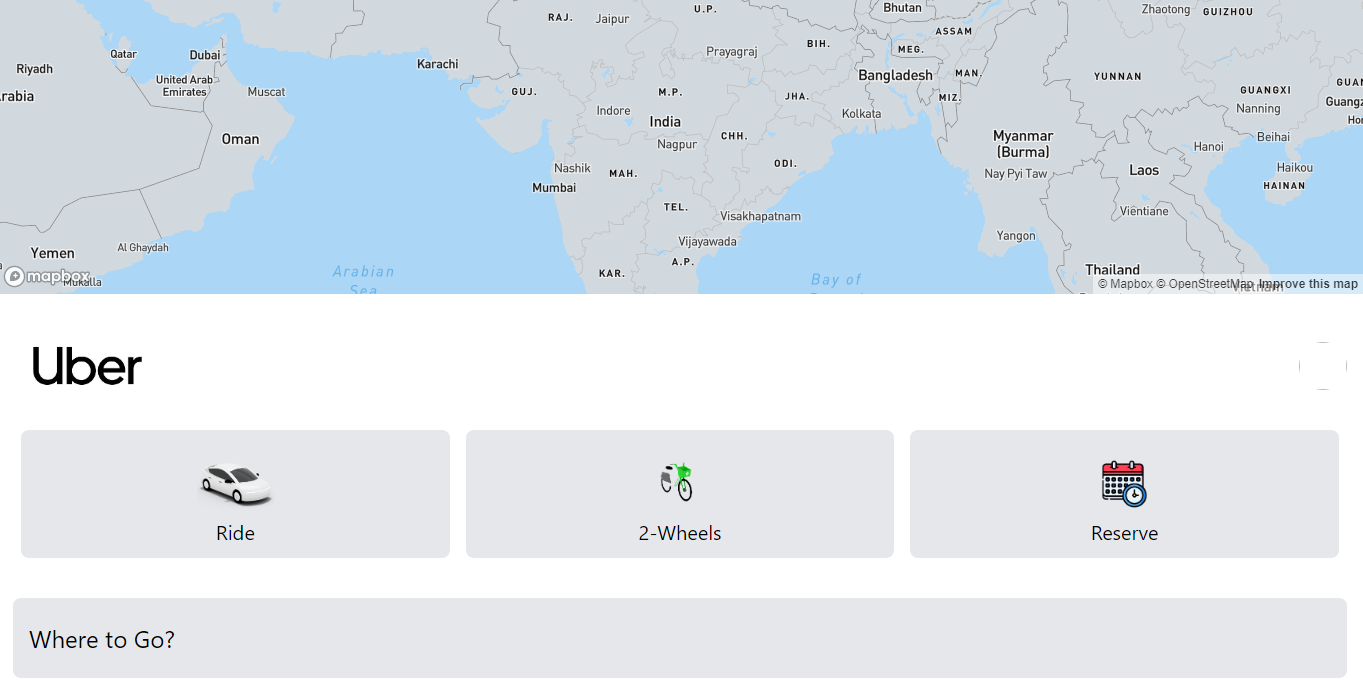 U.P.
Bhutan
Zhaotong
GUIZHOU
RAJ.
Jaipur
ASSAM
Qatar
Dubai
Prayagraj
BIH.
MEG.
Riyadh
Karachi
Bangladesh
MAN.
YUNNAN
United Arab
Emirates
Muscat
GUJ.
M.P.
JHA.
MIZ.
GUANGXI
Nanning
Indore
India
Kolkata
Oman
Nagpur
CHH.
Myanmar
(Burma)
Beihai
Hanoi
Nashik
MAH.
ODI.
Nay Pyi Taw
Laos
Haikou
HAINAN
Mumbai
TEL.
Visakhapatnam
Vientiane
Yemen
Al Ghaydah
Vijayawada
Yangon
A.P.
Arabian
Sea
KAR.
Bay of
Thailand
mapbox
Mukalla
© Mapbox © OpenStreetMap Improve this map
Vietnam
Uber
Ride
2-Wheels
Reserve
Where to Go?